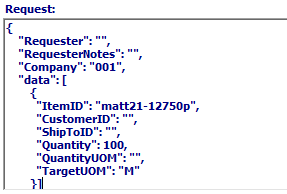 Request:
{
"Requester": "",
"RequesterNotes": "",
"Company": "001",
"data": [
{
"ItemID": "matt21-12750p",
"CustomerID": "",
"ShipToID": "",
"Quantity": 100,
"QuantityUOM": "",
"TargetUOM": "M"
}]